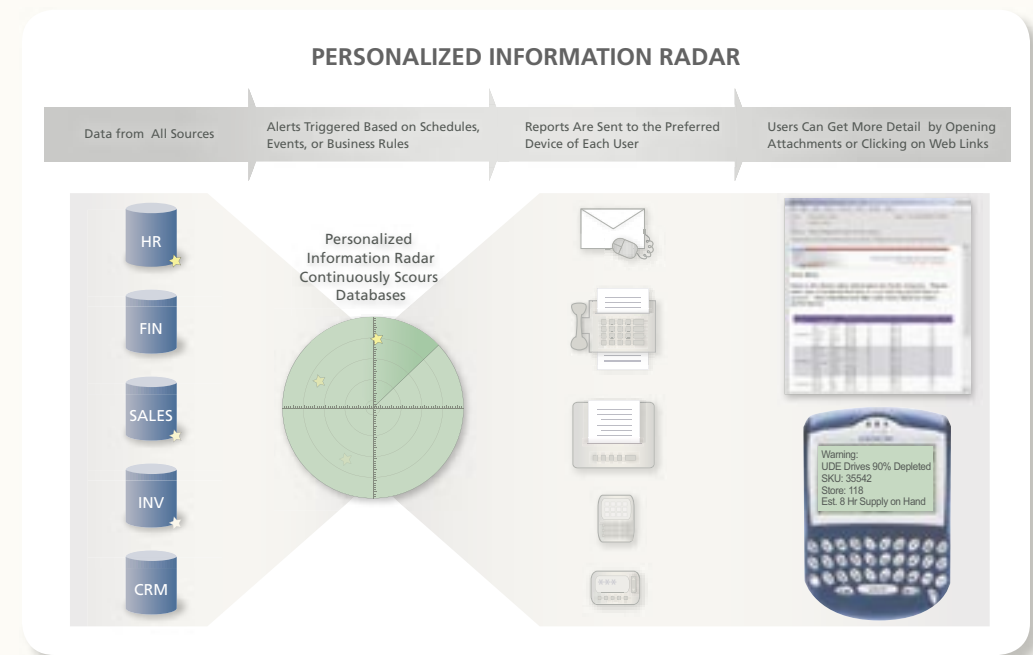 PERSONALIZED INFORMATION RADAR
Data from All Sources
Alerts Triggered Based on Schedules,
Events, or Business Rules
Reports Are Sent to the Preferred
Device of Each User
Users Can Get More Detail by Opening
Attachments or Clicking on Web Links
HR
FIN
SALES
INV
CRM
Personalized
Information Radar
Continuously Scours
Databases
Warning:
UDE Drives 90% Depleted
SKU: 35542
Store: 118
Est. 8 Hr Supply on Hand